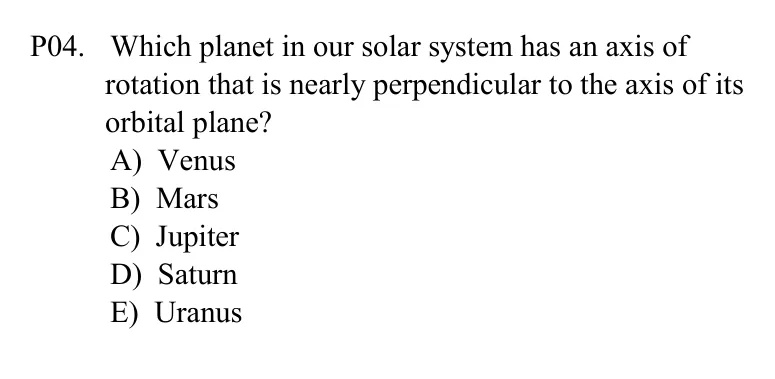 P04. Which planet in our solar system has an axis of
rotation that is nearly perpendicular to the axis of its
orbital plane?
A) Venus
B) Mars
C) Jupiter
D) Saturn
E) Uranus